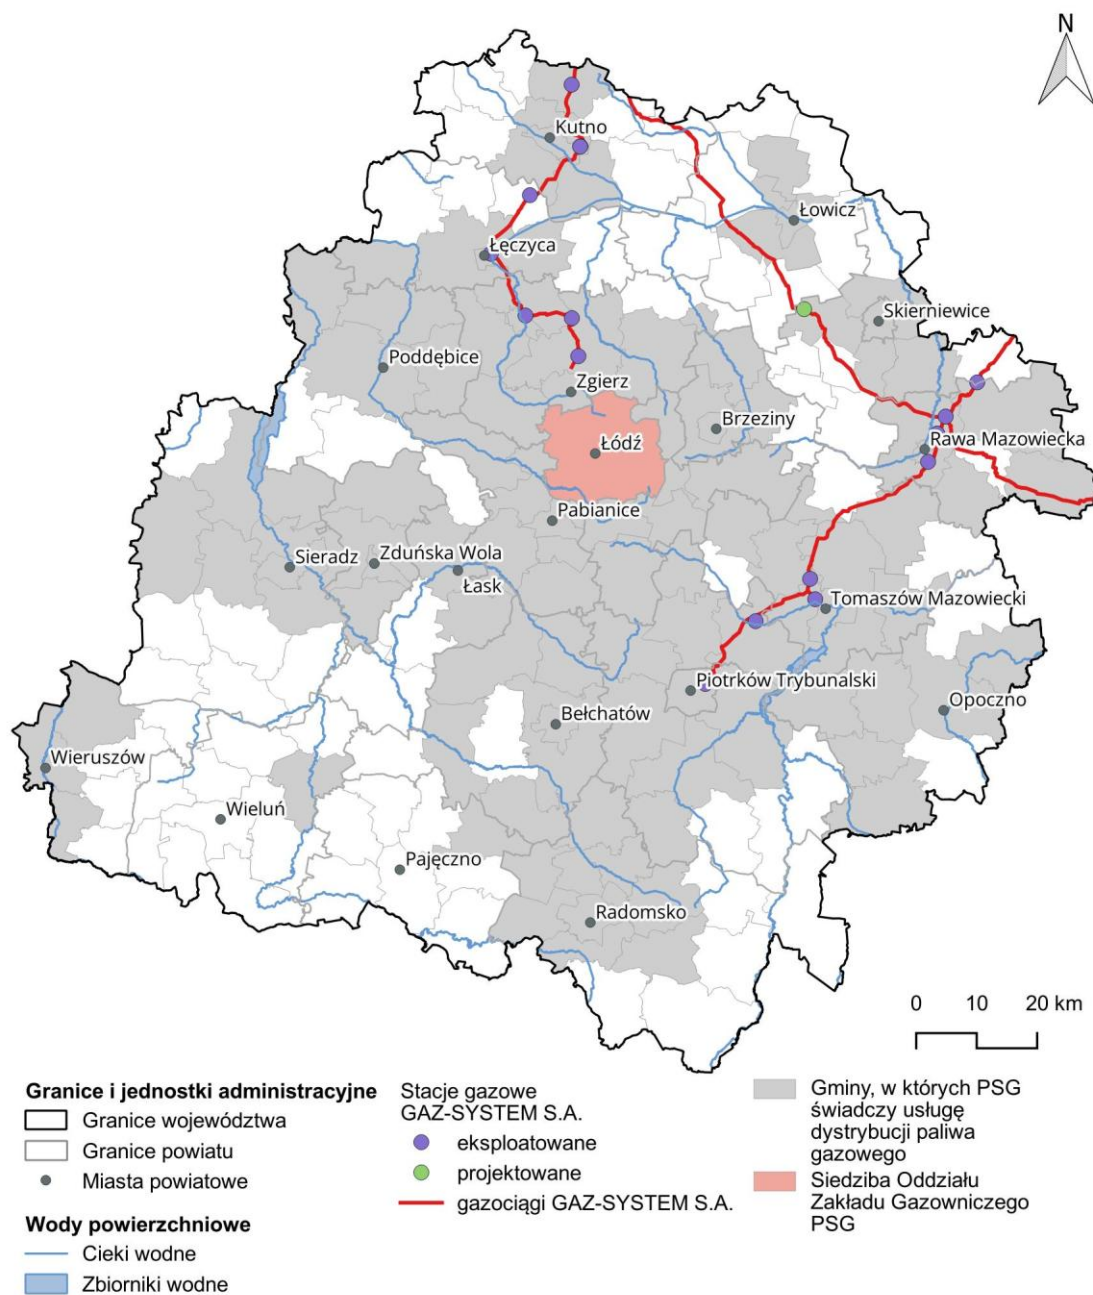 N
Kutno
Łowicz
Łęczyca
Skierniewice
Poddębice
Zgierz
Brzeziny
Rawa Mazowiecka
Łódź
Pabianice
Sieradz
Zduńska Wola
Łask
Tomaszów Mazowiecki
Piotrków Trybunalski
Bełchatów
Opoczno
Wieruszów
Wieluń
Pajęczno
Radomsko
0 10 20 km
Granice i jednostki administracyjne
Granice województwa
Granice powiatu
Miasta powiatowe
Wody powierzchniowe
Cieki wodne
Zbiorniki wodne
Stacje gazowe
GAZ-SYSTEM S.A.
eksploatowane
projektowane
gazociągi GAZ-SYSTEM S.A.
Gminy, w których PSG
świadczy usługę
dystrybucji paliwa
gazowego
Siedziba Oddziału
Zakładu Gazowniczego
PSG